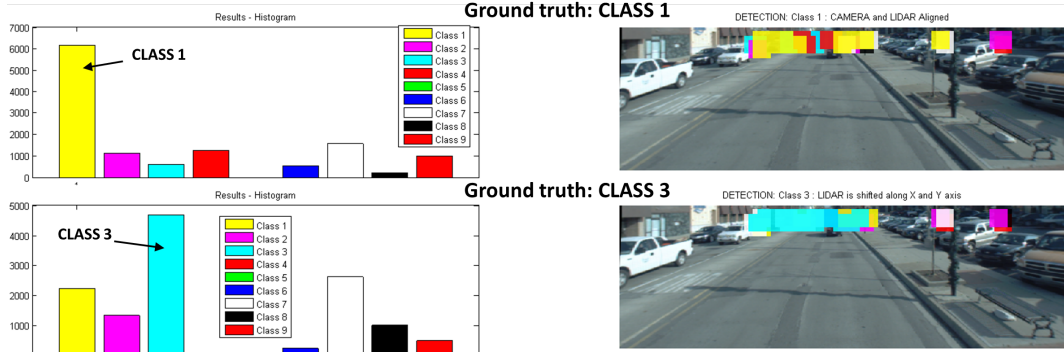 Ground truth: CLASS 1
Results - Histogram
7000
6000
5000
4000
3000
2000
1000
0
CLASS 1
Class 1
Class 2
Class 3
Class 4
Class 5
Class 6
Class 7
Class 8
Class 9
DETECTION: Class 1 : CAMERA and LIDAR Aligned
Ground truth: CLASS 3
Results - Histogram
5000
4000
3000
2000
1000
CLASS 3
Class 1
Class 2
Class 3
Class 4
Class 5
Class 6
Class 7
Class 8
Class 9
DETECTION: Class 3 : LIDAR is shifted along X and Y axis